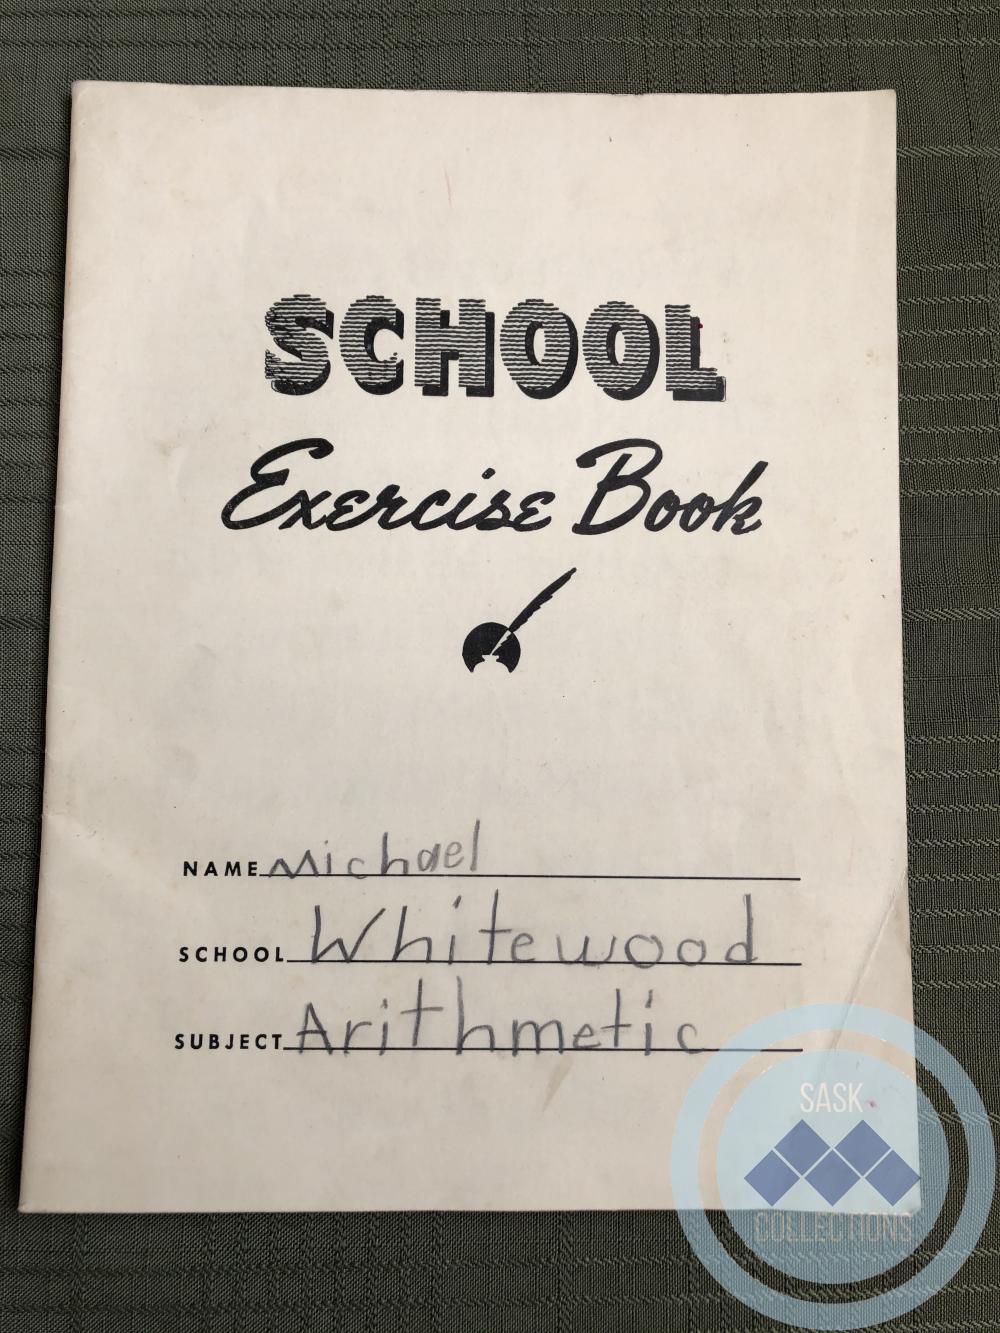 SCHOOL
Exercise Book
NAME Michael
SCHOOL Whitewood
SUBJECT Arithmetic
SASK
COLLECTIONS